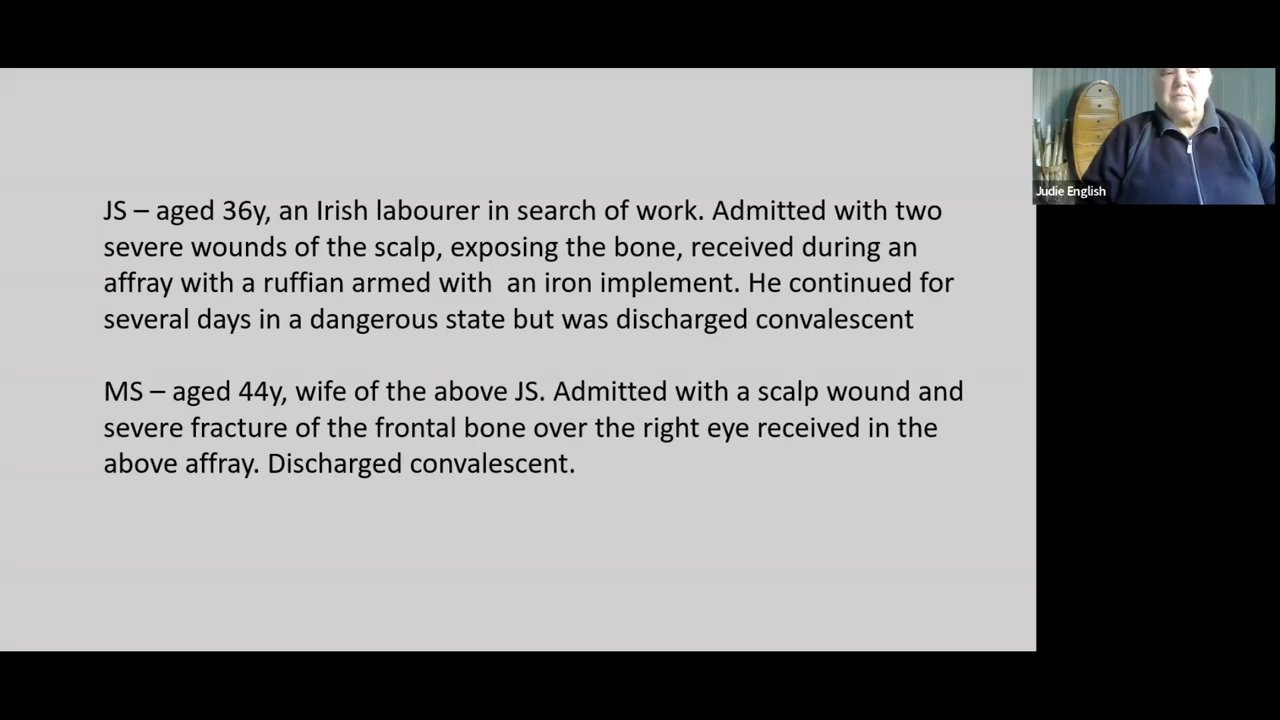 JS – aged 36y, an Irish labourer in search of work. Admitted with two
severe wounds of the scalp, exposing the bone, received during an
affray with a ruffian armed with  an iron implement. He continued for
several days in a dangerous state but was discharged convalescent
MS – aged 44y, wife of the above JS. Admitted with a scalp wound and
severe fracture of the frontal bone over the right eye received in the
above affray. Discharged convalescent.
Judie English